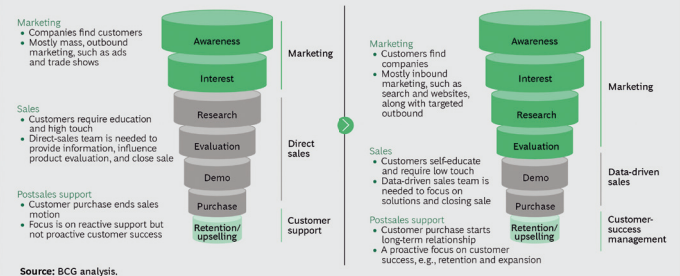 Marketing
• Companies find customers
• Mostly mass, outbound
marketing, such as ads
and trade shows
Sales
• Customers require education
and high touch
• Direct-sales team is needed to
provide information, influence
product evaluation, and close sale
Postsales support
• Customer purchase ends sales
motion
• Focus is on reactive support but
not proactive customer success
Awareness
Interest
Research
Evaluation
Demo
Purchase
Retention/
upselling
Marketing
Direct
sales
Customer
support
Marketing
• Customers find
companies
• Mostly inbound
marketing, such as
search and websites,
along with targeted
outbound
Sales
• Customers self-educate
and require low touch
• Data-driven sales team is
needed to focus on
solutions and closing sale
Postsales support
• Customer purchase starts
long-term relationship
• A proactive focus on customer
success, e.g., retention and expansion
Awareness
Interest
Research
Evaluation
Demo
Purchase
Retention/
upselling
Marketing
Data-driven
sales
Customer-
success
management
Source: BCG analysis.